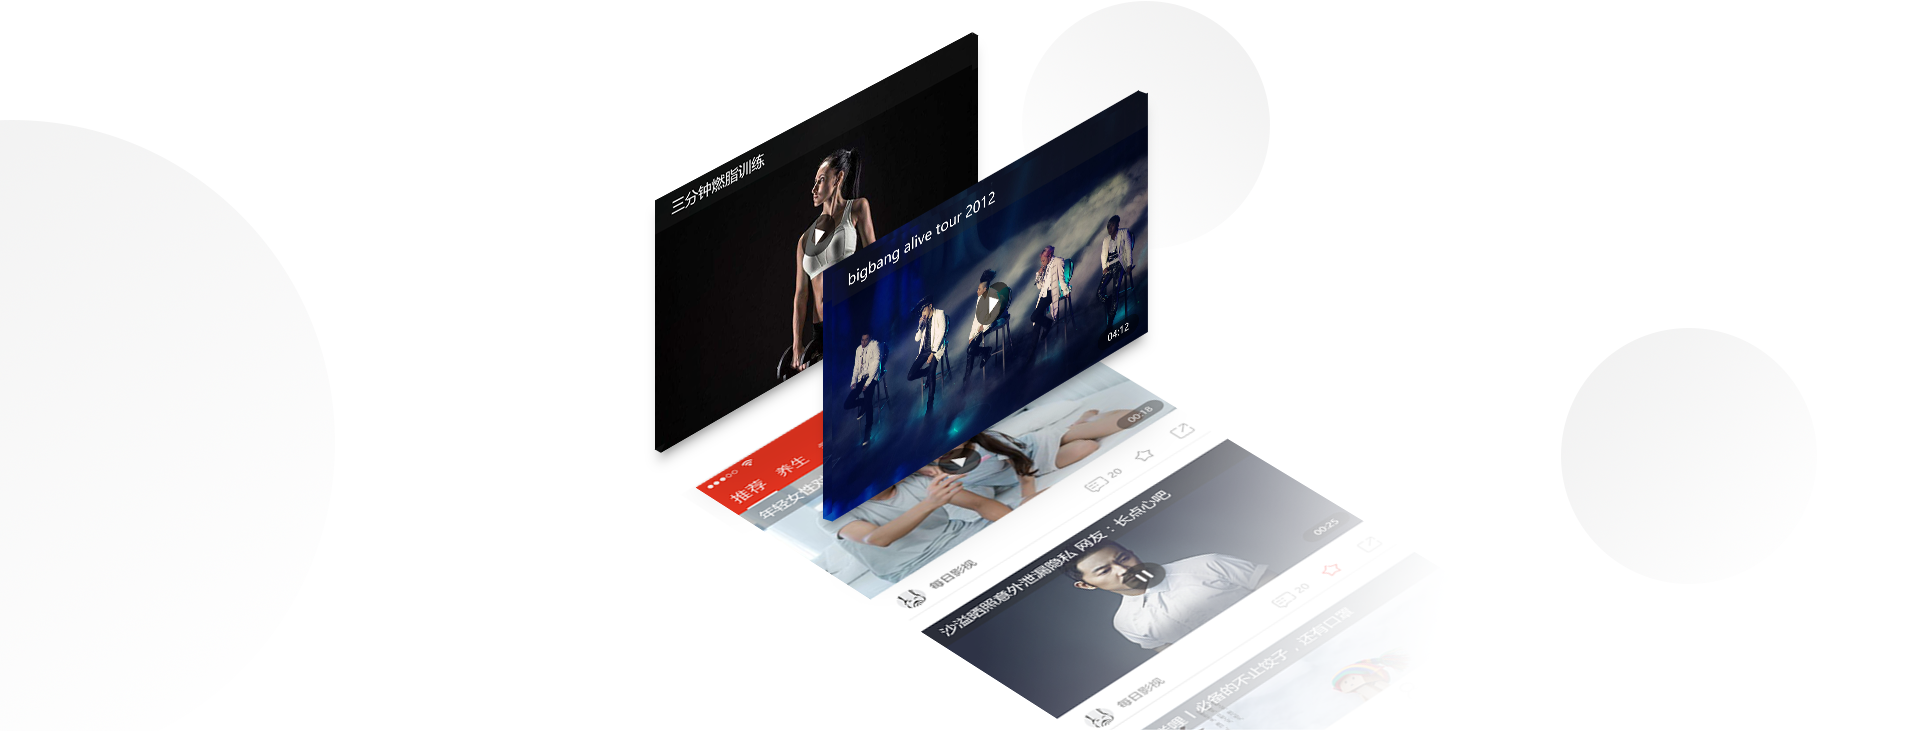 三分钟燃脂训练
bigbang alive tour 2012
04:12
推荐 养生
年轻女性
00:18
20
每日影视
沙溢晒照意外泄漏隐私 网友：长点心吧
00:25
20
每日影视
必备的不止饺子，还有口罩